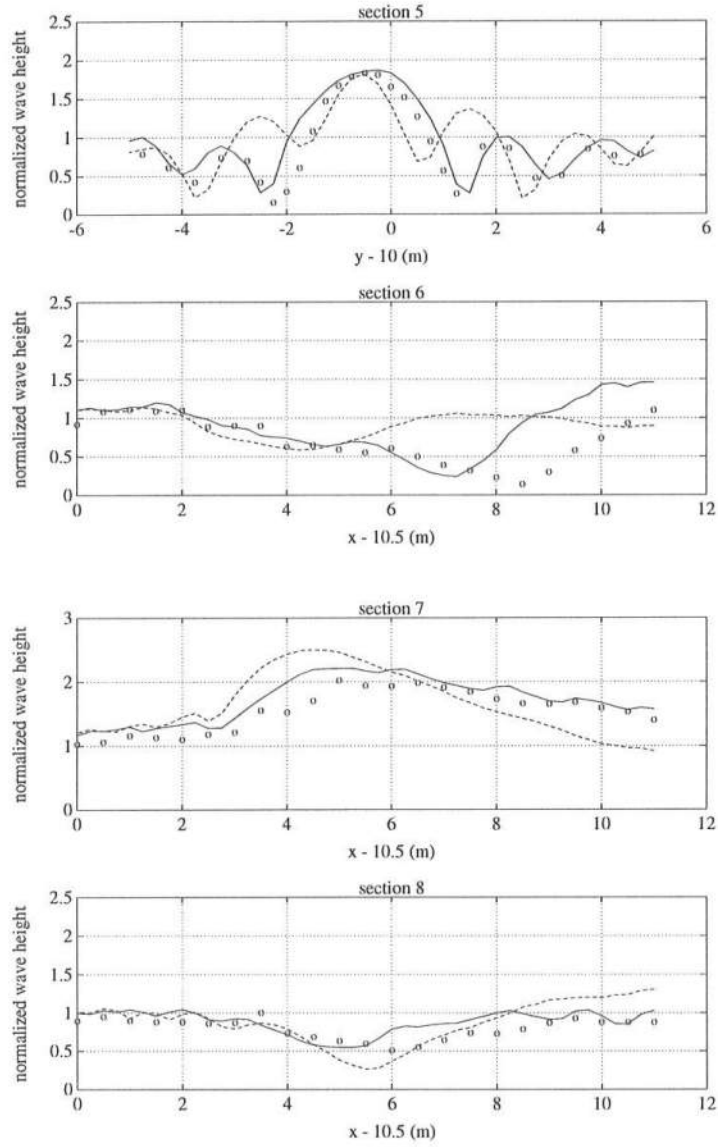 section 5
normalized wave height
2.5
2
1.5
1
0.5
0
-6 -4 -2 0 2 4 6
y - 10 (m)
section 6
normalized wave height
2.5
2
1.5
1
0.5
0
0 2 4 6 8 10 12
x - 10.5 (m)
section 7
normalized wave height
3
2
1
0
0 2 4 6 8 10 12
x - 10.5 (m)
section 8
normalized wave height
2.5
2
1.5
1
0.5
0
0 2 4 6 8 10 12
x - 10.5 (m)